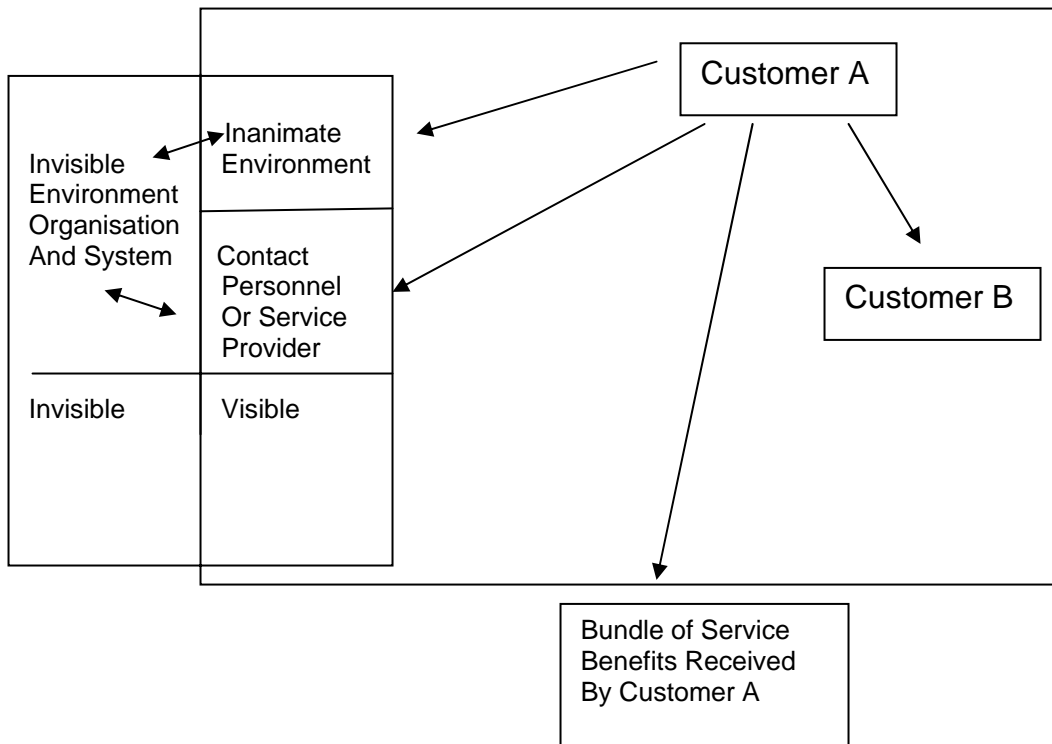 Customer A
Inanimate
Environment
Invisible
Environment
Organisation
And System
Contact
Personnel
Or Service
Provider
Customer B
Invisible
Visible
Bundle of Service
Benefits Received
By Customer A